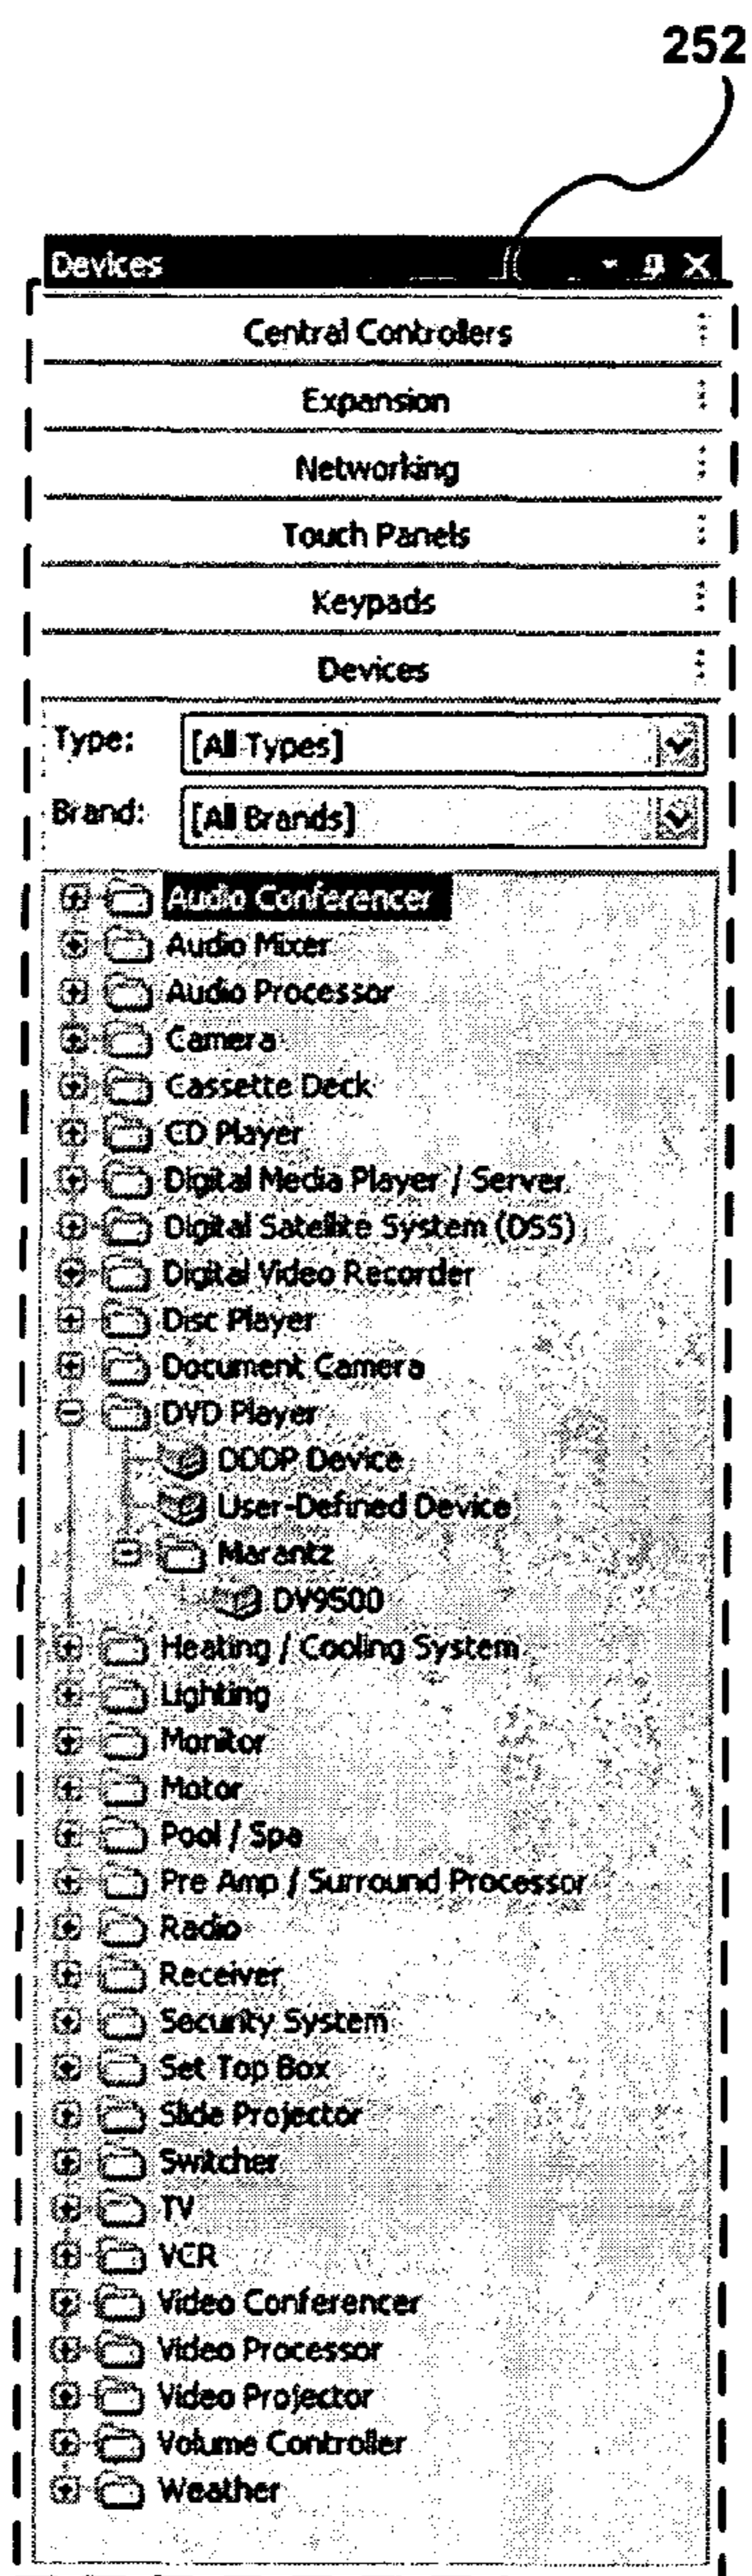 252
Devices
Central Controllers
Expansion
Networking
Touch Panels
Keypads
Devices
Type: [All Types]
Brand: [All Brands]
Audio Conferencer
Audio Mixer
Audio Processor
Camera
Cassette Deck
CD Player
Digital Media Player / Server
Digital Satellite System (DSS)
Digital Video Recorder
Disc Player
Document Camera
DVD Player
DDDP Device
User-Defined Device
Marantz
DV9500
Heating / Cooling System
Lighting
Monitor
Motor
Pool / Spa
Pre Amp / Surround Processor
Radio
Receiver
Security System
Set Top Box
Slide Projector
Switcher
TV
VCR
Video Conferencer
Video Processor
Video Projector
Volume Controller
Weather